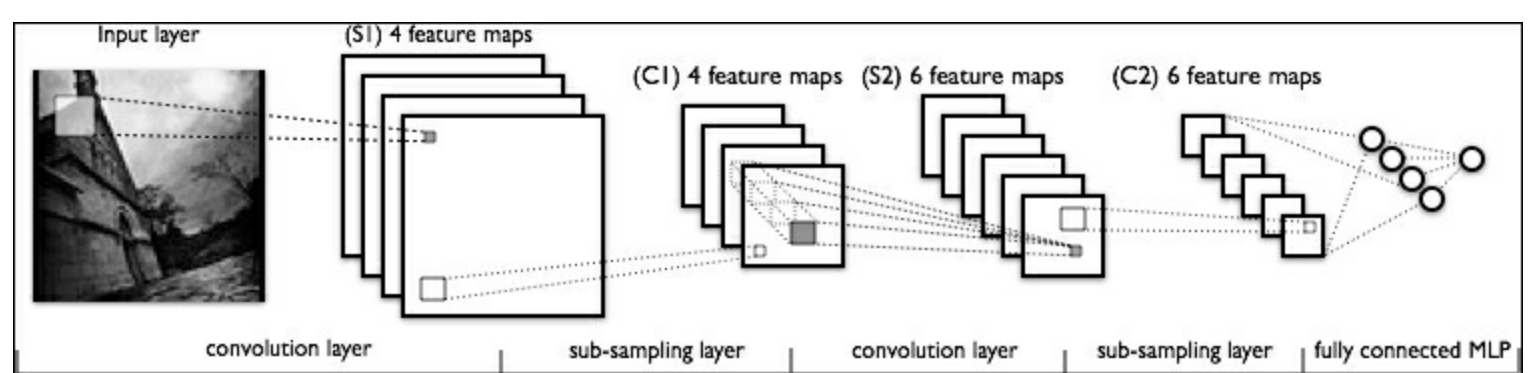 Input layer
(S1) 4 feature maps
(C1) 4 feature maps
(S2) 6 feature maps
(C2) 6 feature maps
convolution layer
sub-sampling layer
convolution layer
sub-sampling layer
fully connected MLP